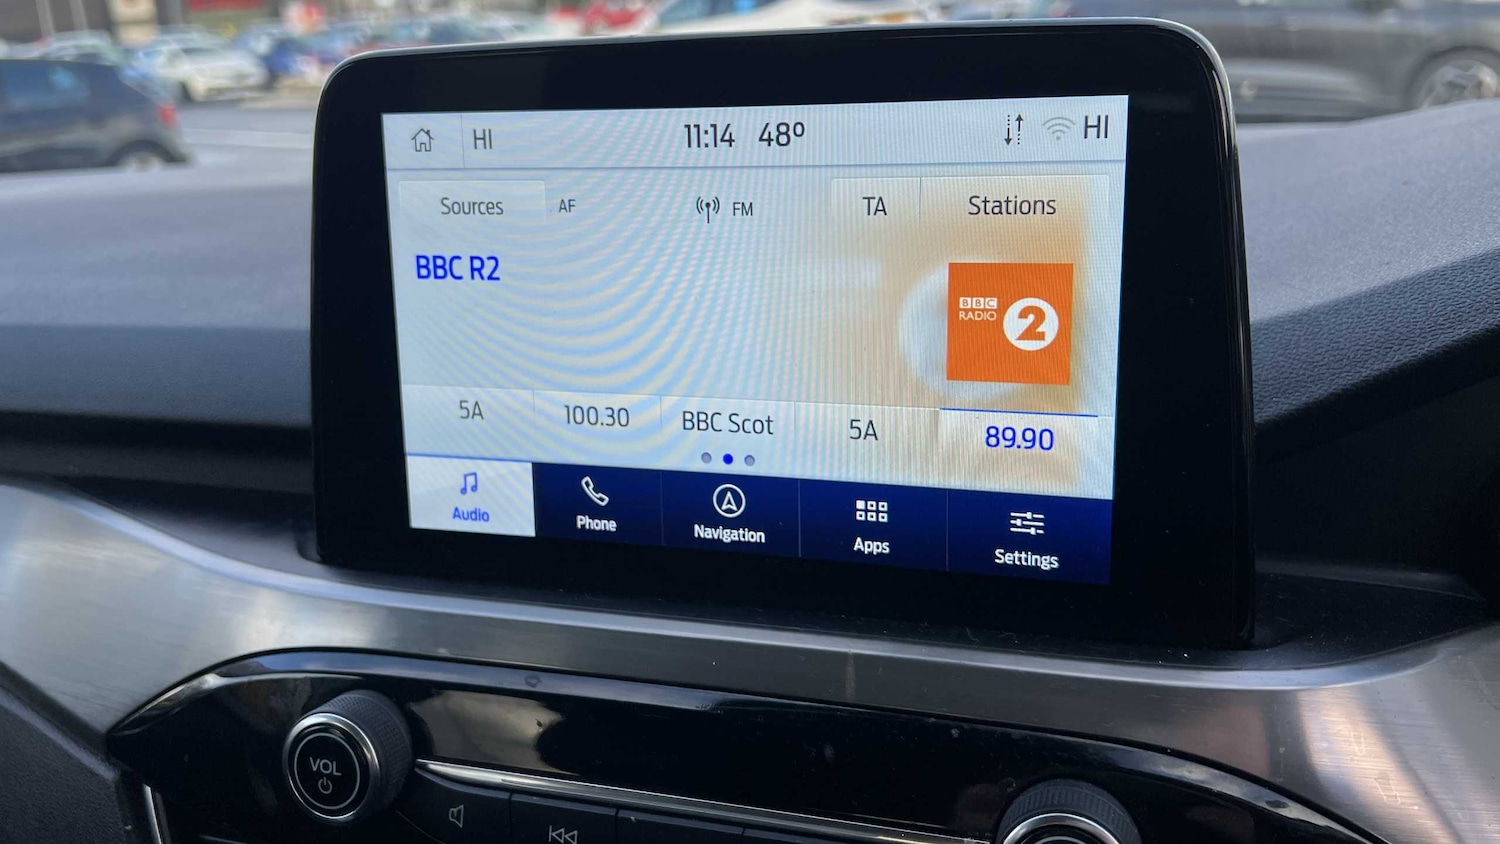 HI 11:14 48° HI
Sources AF FM TA Stations
BBC R2
BBC
RADIO 2
5A 100.30 BBC Scot 5A 89.90
Audio Phone Navigation Apps Settings
VOL